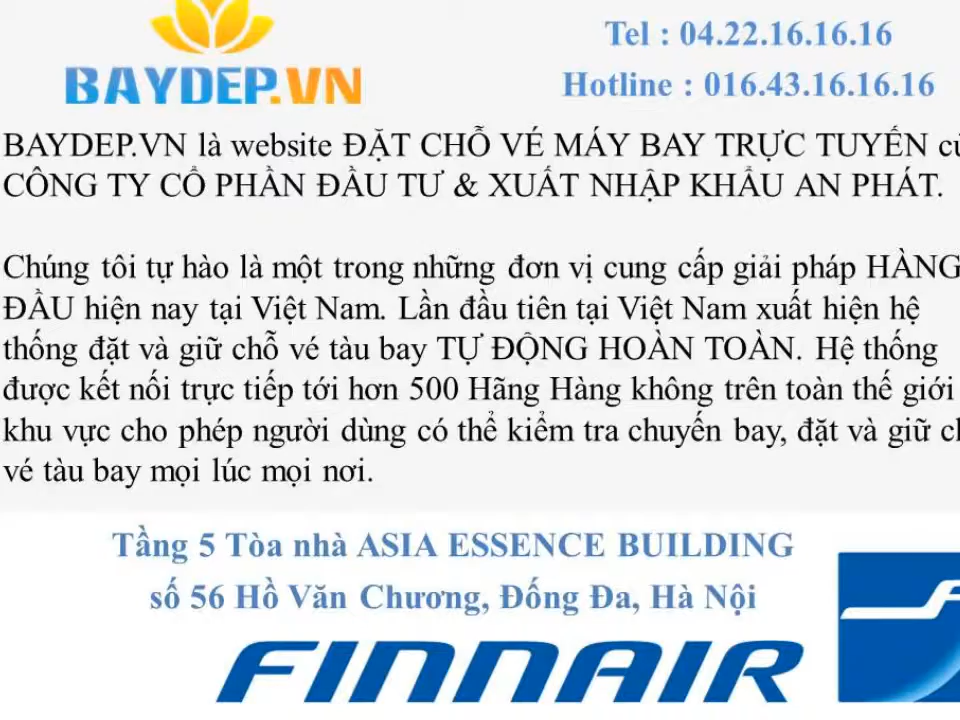 BAYDEP.VN
Tel : 04.22.16.16.16
Hotline : 016.43.16.16.16
BAYDEP.VN là website ĐẶT CHỖ VÉ MÁY BAY TRỰC TUYẾN
CÔNG TY CỔ PHẦN ĐẦU TƯ & XUẤT NHẬP KHẨU AN PHÁT.
Chúng tôi tự hào là một trong những đơn vị cung cấp giải pháp HÀNG
ĐẦU hiện nay tại Việt Nam. Lần đầu tiên tại Việt Nam xuất hiện hệ
thống đặt và giữ chỗ vé tàu bay TỰ ĐỘNG HOÀN TOÀN. Hệ thống
được kết nối trực tiếp tới hơn 500 Hãng Hàng không trên toàn thế giới
khu vực cho phép người dùng có thể kiểm tra chuyến bay, đặt và giữ
vé tàu bay mọi lúc mọi nơi.
Tầng 5 Tòa nhà ASIA ESSENCE BUILDING
số 56 Hồ Văn Chương, Đống Đa, Hà Nội
FINNAIR